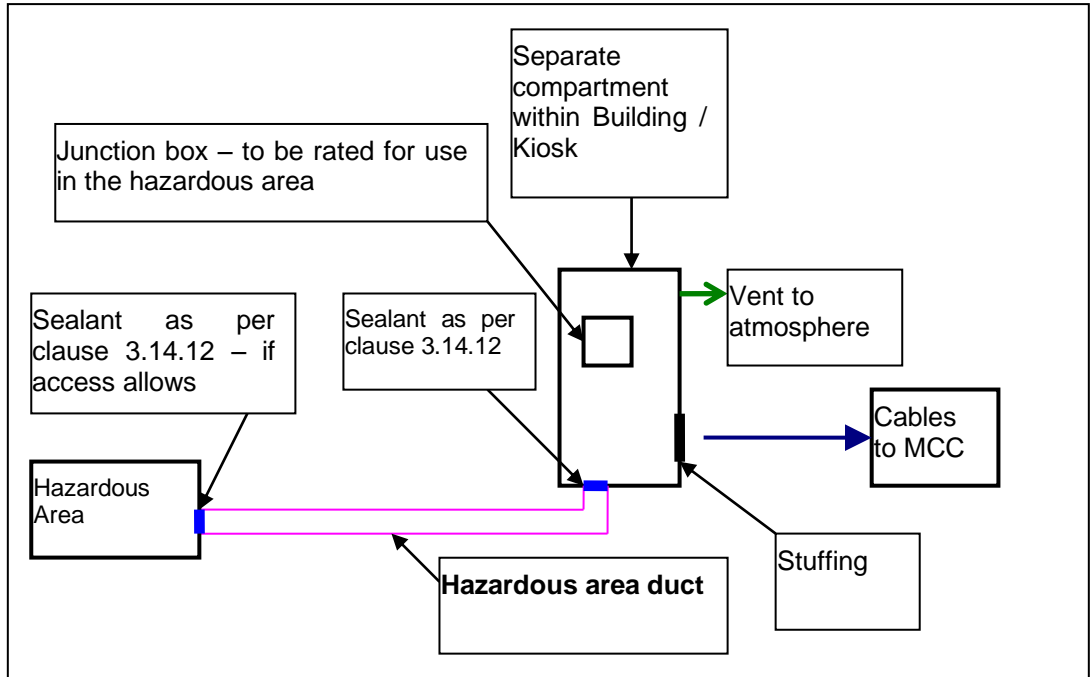 Separate
compartment
within Building /
Kiosk
Junction box – to be rated for use
in the hazardous area
Sealant as per
clause 3.14.12 – if
access allows
Sealant as per
clause 3.14.12
Vent to
atmosphere
Cables
to MCC
Hazardous
Area
Stuffing
Hazardous area duct